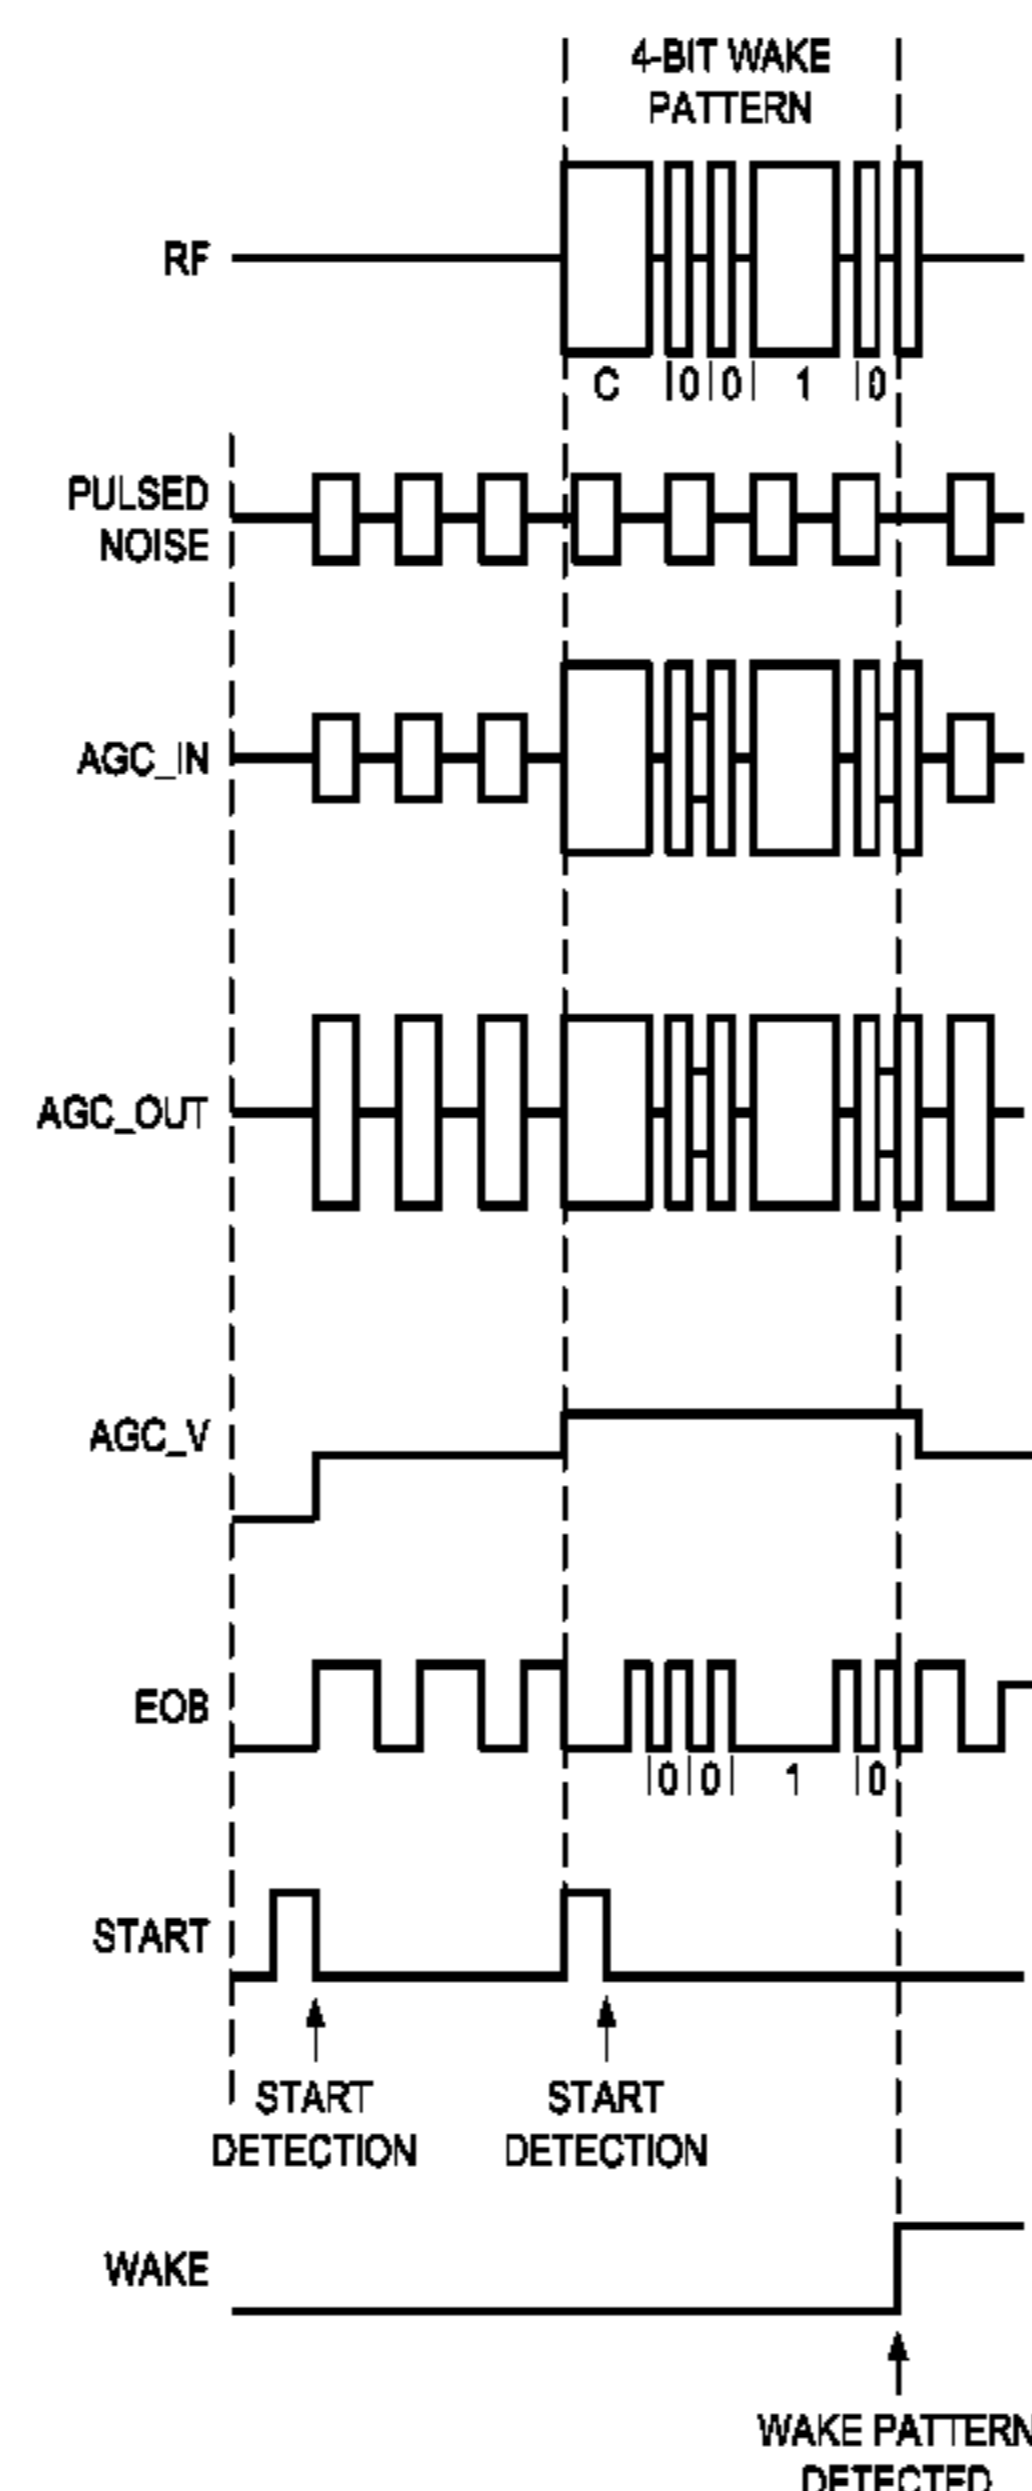 4-BIT WAKE
PATTERN
RF
C 0 0 1 0
PULSED
NOISE
AGC_IN
AGC_OUT
AGC_V
EOB
0 0 1 0
START
START
DETECTION
START
DETECTION
WAKE
WAKE PATTERN
DETECTED